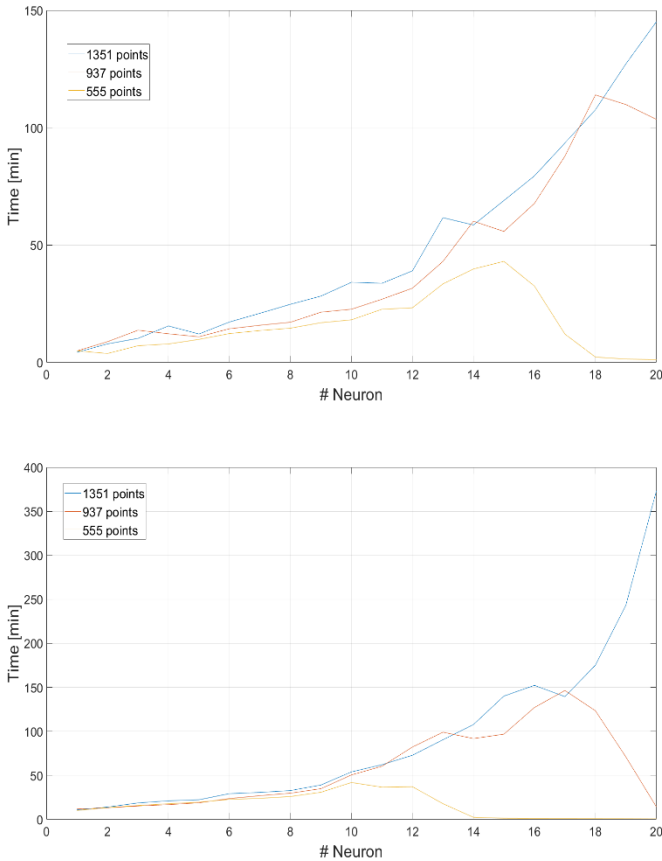 150
100
50
0
Time [min]
1351 points
937 points
555 points
0 2 4 6 8 10 12 14 16 18 20
# Neuron
400
350
300
250
200
150
100
50
0
Time [min]
1351 points
937 points
555 points
0 2 4 6 8 10 12 14 16 18 20
# Neuron